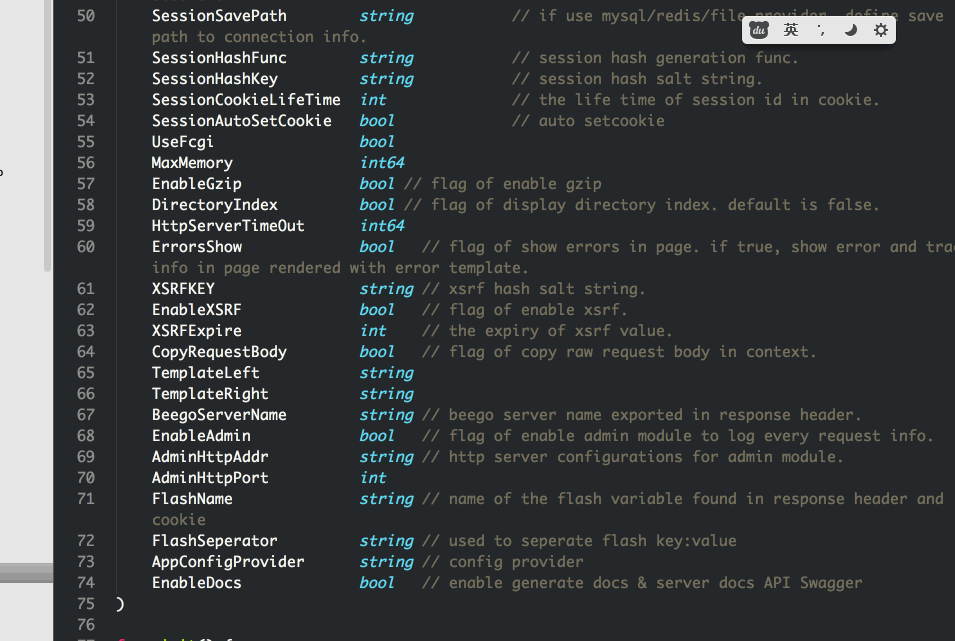 50 SessionSavePath string // if use mysql/redis/file provider, define save
path to connection info.
du 英
51 SessionHashFunc string // session hash generation func.
52 SessionHashKey string // session hash salt string.
53 SessionCookieLifeTime int // the life time of session id in cookie.
54 SessionAutoSetCookie bool // auto setcookie
55 UseFcgi bool
56 MaxMemory int64
57 EnableGzip bool // flag of enable gzip
58 DirectoryIndex bool // flag of display directory index. default is false.
59 HttpServerTimeOut int64
60 ErrorsShow bool // flag of show errors in page. if true, show error and trac
info in page rendered with error template.
61 XSRFKEY string // xsrf hash salt string.
62 EnableXSRF bool // flag of enable xsrf.
63 XSRFExpire int // the expiry of xsrf value.
64 CopyRequestBody bool // flag of copy raw request body in context.
65 TemplateLeft string
66 TemplateRight string
67 BeegoServerName string // beego server name exported in response header.
68 EnableAdmin bool // flag of enable admin module to log every request info.
69 AdminHttpAddr string // http server configurations for admin module.
70 AdminHttpPort int
71 FlashName string // name of the flash variable found in response header and
cookie
72 FlashSeperator string // used to seperate flash key:value
73 AppConfigProvider string // config provider
74 EnableDocs bool // enable generate docs & server docs API Swagger
75 )
76